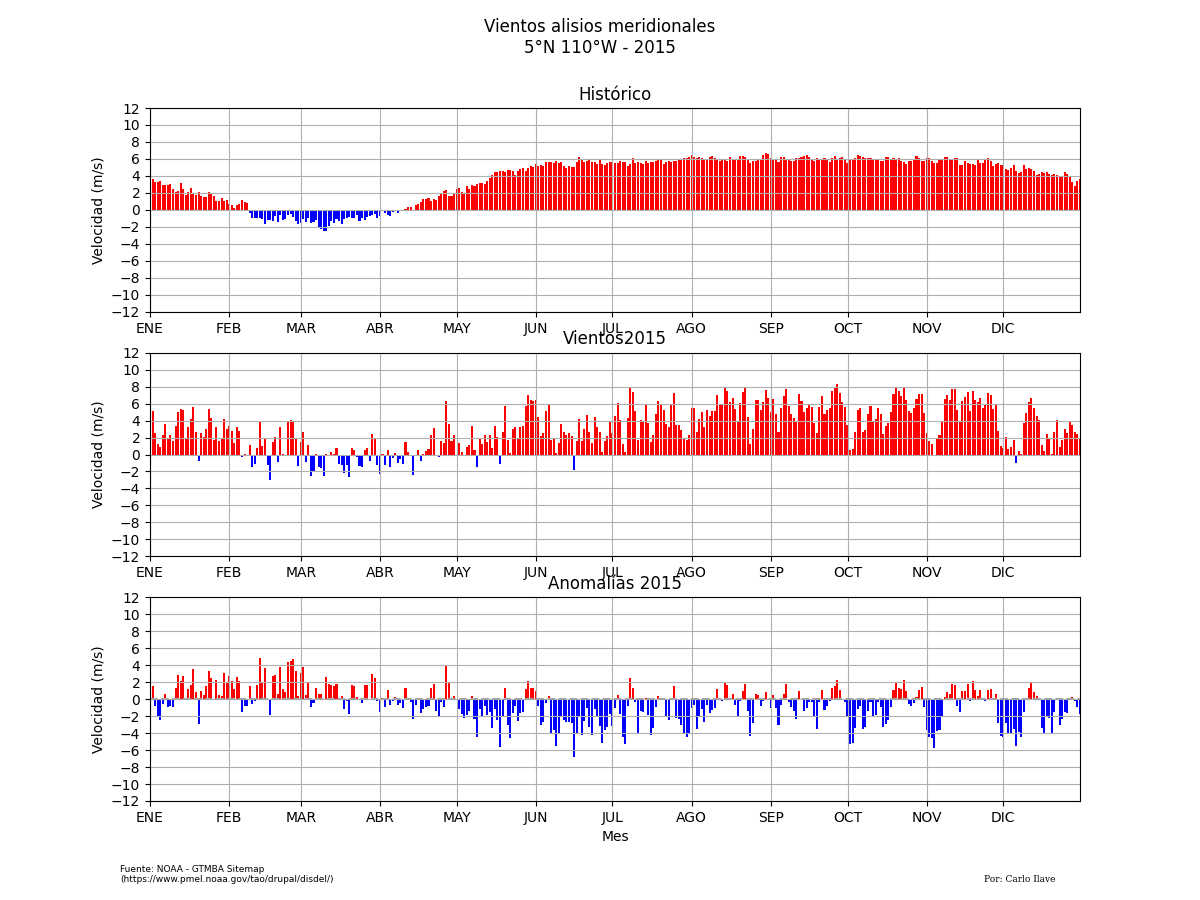 Vientos alisios meridionales
5°N 110°W - 2015
Histórico
12
10
8
6
4
2
0
−2
−4
−6
−8
−10
−12
Velocidad (m/s)
ENE FEB MAR ABR MAY JUN JUL AGO SEP OCT NOV DIC
Vientos2015
12
10
8
6
4
2
0
−2
−4
−6
−8
−10
−12
Velocidad (m/s)
ENE FEB MAR ABR MAY JUN JUL AGO SEP OCT NOV DIC
Anomalías 2015
12
10
8
6
4
2
0
−2
−4
−6
−8
−10
−12
Velocidad (m/s)
ENE FEB MAR ABR MAY JUN JUL AGO SEP OCT NOV DIC
Mes
Fuente: NOAA - GTMBA Sitemap
(https://www.pmel.noaa.gov/tao/drupal/disdel/)
Por: Carlo Ilave